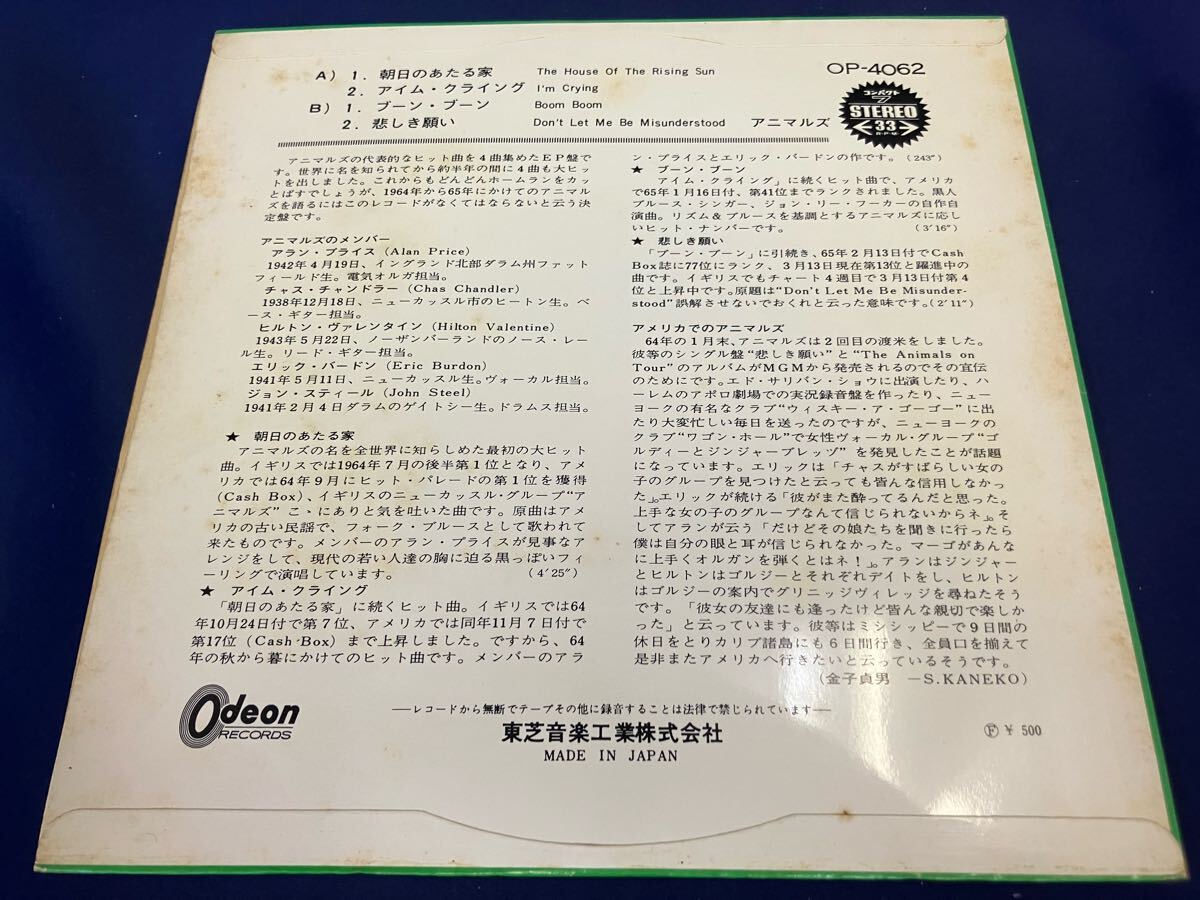 A) 1. 朝日のあたる家 The House Of The Rising Sun
2. アイム・クライング I'm Crying
B) 1. ブーン・ブーン Boom Boom
2. 悲しき願い Don't Let Me Be Misunderstood アニマルズ
OP-4062
コンパクト
7
STEREO
33
R・P・M
アニマルズの代表的なヒット曲を4曲集めたEP盤で
す。世界に名を知られてから約半年の間に4曲も大ヒッ
トを出しました。これからもどんどんホームランをカッ
とばすでしょうが、1964年から65年にかけてのアニマル
ズを語るにはこのレコードがなくてはならないと云う決
定盤です。
アニマルズのメンバー
アラン・プライス (Alan Price)
1942年4月19日、イングランド北部ダラム州ファット
フィールド生。電気オルガ担当。
チャス・チャンドラー (Chas Chandler)
1938年12月18日、ニューカッスル市のヒートン生。ベ
ース・ギター担当。
ヒルトン・ヴァレンタイン (Hilton Valentine)
1943年5月22日、ノーザンバーランドのノース・レー
ル生。リード・ギター担当。
エリック・バードン (Eric Burdon)
1941年5月11日、ニューカッスル生。ヴォーカル担当。
ジョン・スティール (John Steel)
1941年2月4日ダラムのゲイトシー生。ドラムス担当。
★ 朝日のあたる家
アニマルズの名を全世界に知らしめた最初の大ヒット
曲。イギリスでは1964年7月の後半第1位となり、アメ
リカでは64年9月にヒット・パレードの第1位を獲得
(Cash Box)、イギリスのニューカッスル・グループ“ア
ニマルズ” こゝにありと気を吐いた曲です。原曲はアメ
リカの古い民謡で、フォーク・ブルースとして歌われて
来たものです。メンバーのアラン・プライスが見事なア
レンジをして、現代の若い人達の胸に迫る黒っぽいフィ
ーリングで演唱しています。 (4′25″)
★ アイム・クライング
「朝日のあたる家」に続くヒット曲。イギリスでは64
年10月24日付で第7位、アメリカでは同年11月7日付で
第17位 (Cash Box) まで上昇しました。ですから、64
年の秋から暮にかけてのヒット曲です。メンバーのアラ
ン・プライスとエリック・バードンの作です。(243″)
★ ブーン・ブーン
アイム・クライング」に続くヒット曲で、アメリカ
で65年1月16日付、第41位までランクされました。黒人
ブルース・シンガー、ジョン・リー・フーカーの自作自
演曲。リズム&ブルースを基調とするアニマルズに応し
いヒット・ナンバーです。 (3′16″)
★ 悲しき願い
「ブーン・ブーン」に引続き、65年2月13日付でCash
Box誌に77位にランク、3月13日現在第13位と躍進中の
曲です。イギリスでもチャート4週目で3月13日付第4
位と上昇中です。原題は“Don't Let Me Be Misunder-
stood”誤解させないでおくれと云った意味です。(2′11″)
アメリカでのアニマルズ
64年の1月末、アニマルズは2回目の渡米をしました。
彼等のシングル盤“悲しき願い”と“The Animals on
Tour”のアルバムがMGMから発売されるのでその宣伝
のためにです。エド・サリバン・ショウに出演したり、ハ
ーレムのアポロ劇場での実況録音盤を作ったり、ニュー
ヨークの有名なクラブ“ウィスキー・ア・ゴーゴー”に出
たり大変忙しい毎日を送ったのですが、ニューヨークの
クラブ“ワゴン・ホール”で女性ヴォーカル・グループ“ゴ
ルディーとジンジャーブレッヅ”を発見したことが話題
になっています。エリックは「チャスがすばらしい女の
子のグループを見つけたと云っても皆んな信用しなかっ
た」。エリックが続ける「彼がまた酔ってるんだと思った。
上手な女の子のグループなんて信じられないからネ」。そ
してアランが云う「だけどその娘たちを聞きに行ったら
僕は自分の眼と耳が信じられなかった。マーゴがあんな
に上手くオルガンを弾くとはネ!」。アランはジンジャー
とヒルトンはゴルジーとそれぞれデイトをし、ヒルトン
はゴルジーの案内でグリニッジヴィレッジを尋ねたそう
です。「彼女の友達にも逢ったけど皆んな親切で楽しか
った」と云っています。彼等はミシシッピーで9日間の
休日をとりカリブ諸島にも6日間行き、全員口を揃えて
是非またアメリカへ行きたいと云っているそうです。
(金子貞男 —S.KANEKO)
Odeon
RECORDS
—レコードから無断でテープその他に録音することは法律で禁じられています—
東芝音楽工業株式会社
MADE IN JAPAN
Ⓕ ¥ 500